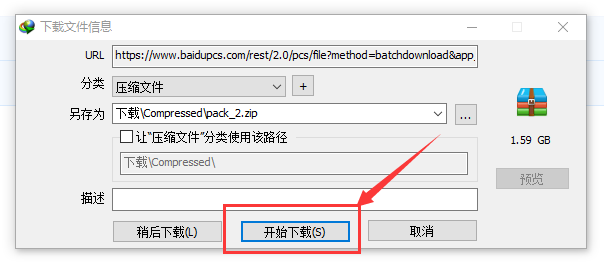 下载文件信息
URL https://www.baidupcs.com/rest/2.0/pcs/file?method=batchdownload&app_
分类 压缩文件 +
另存为 下载\Compressed\pack_2.zip ...
让“压缩文件”分类使用该路径
下载\Compressed\
1.59 GB
预览
描述
稍后下载(L) 开始下载(S) 取消